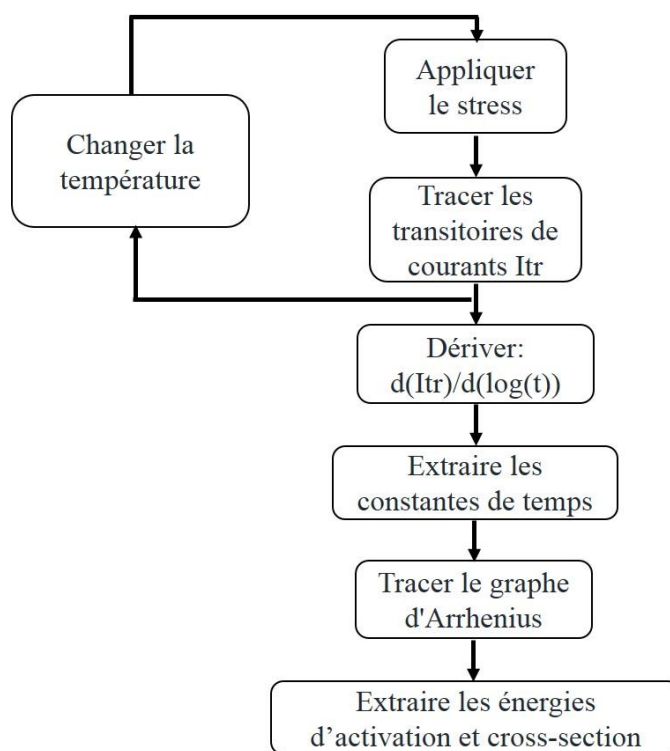 Appliquer
le stress
Changer la
température
Tracer les
transitoires de
courants Itr
Dériver:
d(Itr)/d(log(t))
Extraire les
constantes de temps
Tracer le graphe
d'Arrhenius
Extraire les énergies
d’activation et cross-section